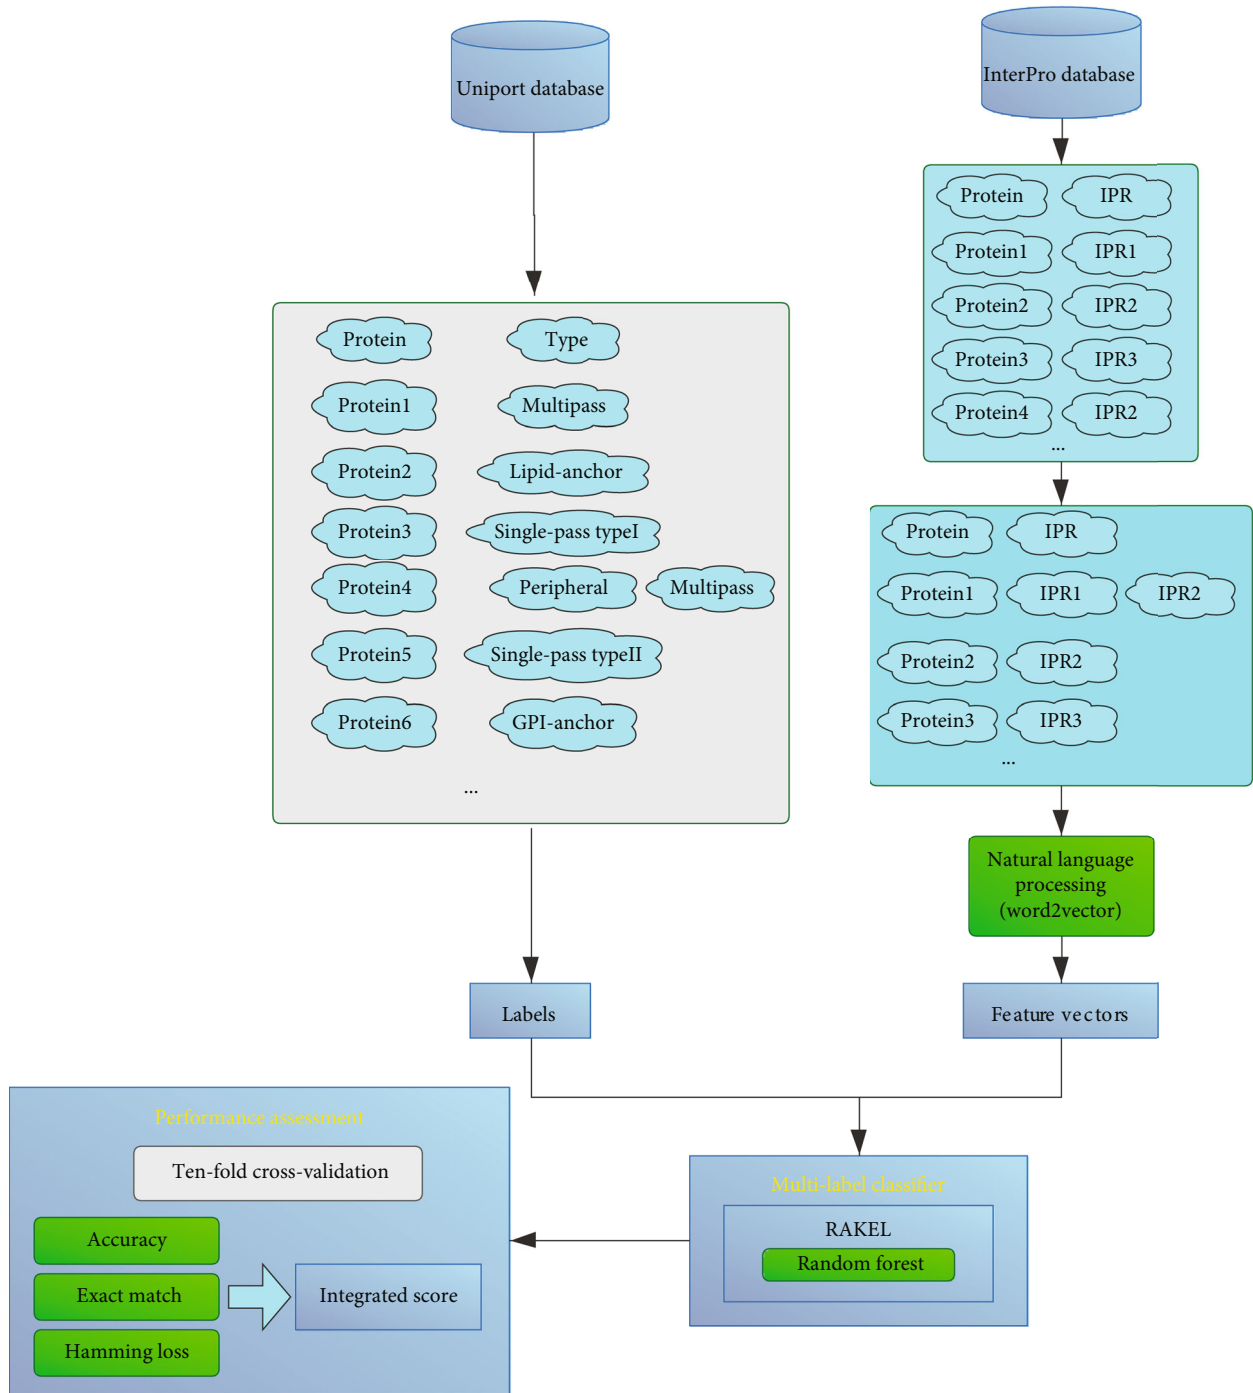 Uniport database
InterPro database
Protein IPR
Protein1 IPR1
Protein2 IPR2
Protein3 IPR3
Protein4 IPR2
...
Protein Type
Protein1 Multipass
Protein2 Lipid-anchor
Protein3 Single-pass typeI
Protein4 Peripheral Multipass
Protein5 Single-pass typeII
Protein6 GPI-anchor
...
Protein IPR
Protein1 IPR1 IPR2
Protein2 IPR2
Protein3 IPR3
...
Natural language
processing
(word2vector)
Labels
Feature vectors
Multi-label classifier
RAKEL
Random forest
Performance assessment
Ten-fold cross-validation
Accuracy
Exact match
Hamming loss
Integrated score